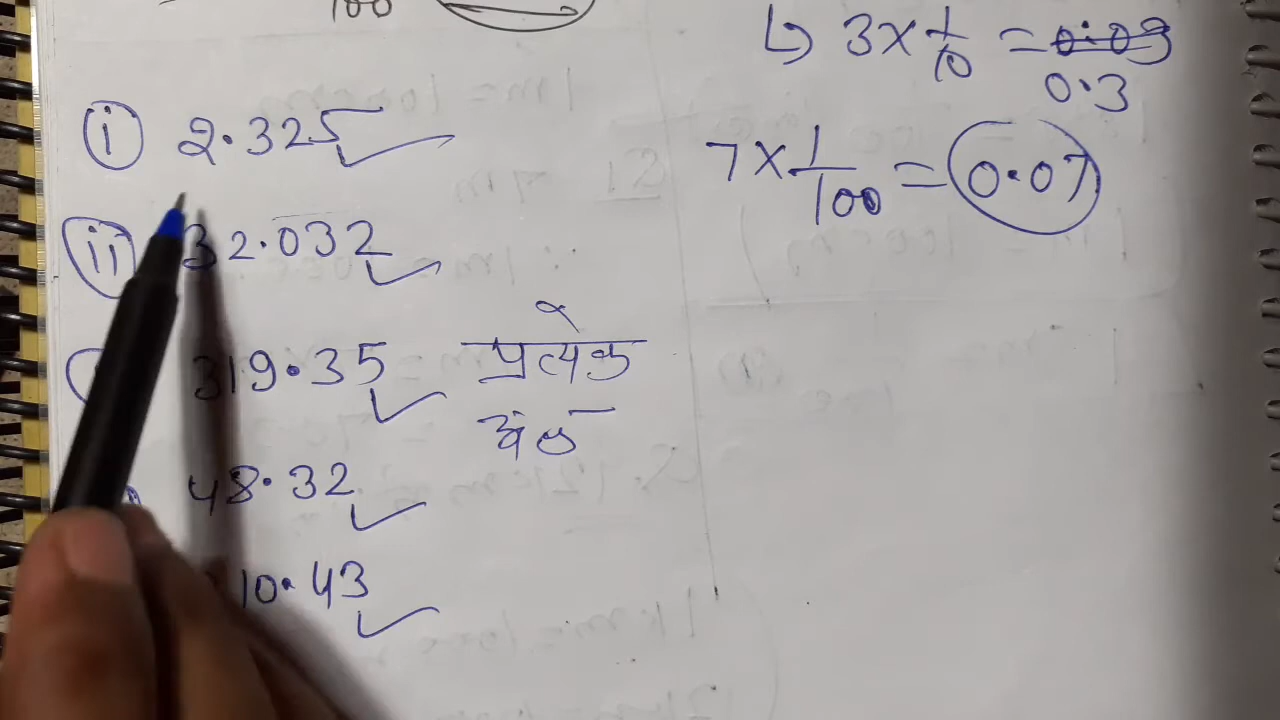 100
↳ 3 × 1/10 = 0.03
0.3
(i) 2.325
7 × 1/100 = 0.07
(ii) 32.032
319.35
प्रत्येक
अंक
48.32
10.43